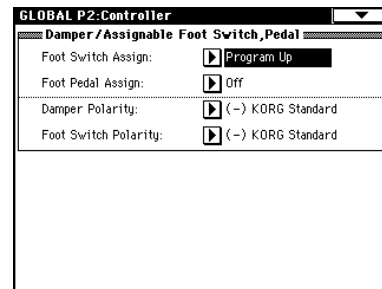 GLOBAL P2:Controller
Damper/Assignable Foot Switch,Pedal
Foot Switch Assign: Program Up
Foot Pedal Assign: Off
Damper Polarity: (-) KORG Standard
Foot Switch Polarity: (-) KORG Standard